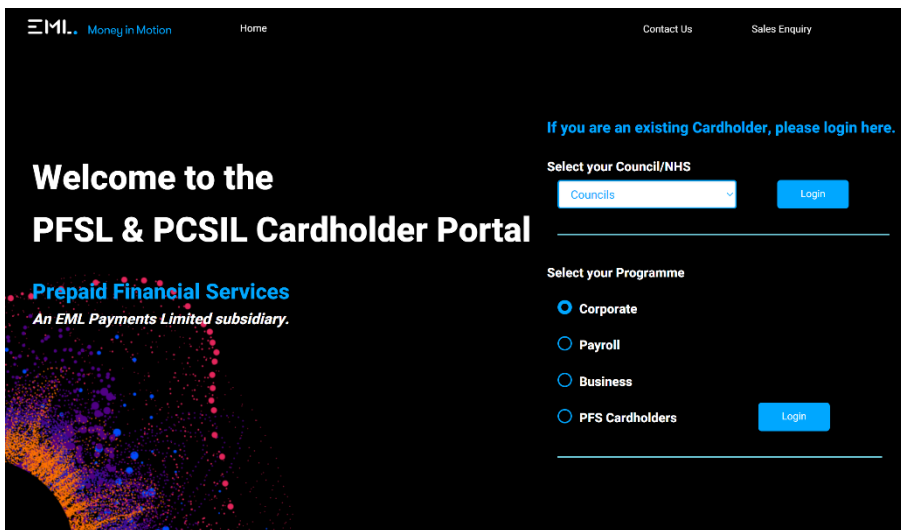 EML. Money in Motion
Home
Contact Us
Sales Enquiry
If you are an existing Cardholder, please login here.
Welcome to the
PFSL & PCSIL Cardholder Portal
Prepaid Financial Services
An EML Payments Limited subsidiary.
Select your Council/NHS
Councils
Login
Select your Programme
Corporate
Payroll
Business
PFS Cardholders
Login